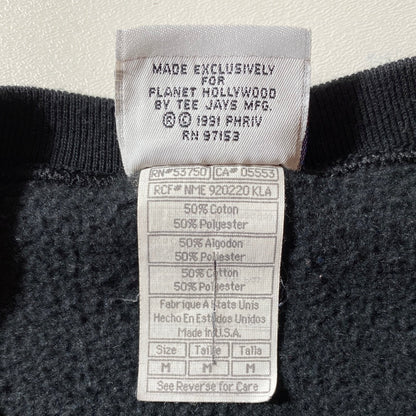 MADE EXCLUSIVELY
FOR
PLANET HOLLYWOOD
BY TEE JAYS MFG.
® © 1991 PHRIV
RN 97153
RN# 53750 CA# 05553
RCF# NME 920220 KLA
50% Coton
50% Polyester
50% Algodon
50% Polyester
50% Cotton
50% Polyester
Fabrique A Etats Unis
Hecho En Estados Unidos
Made in U.S.A.
Size Taille Talla
M M M
See Reverse for Care